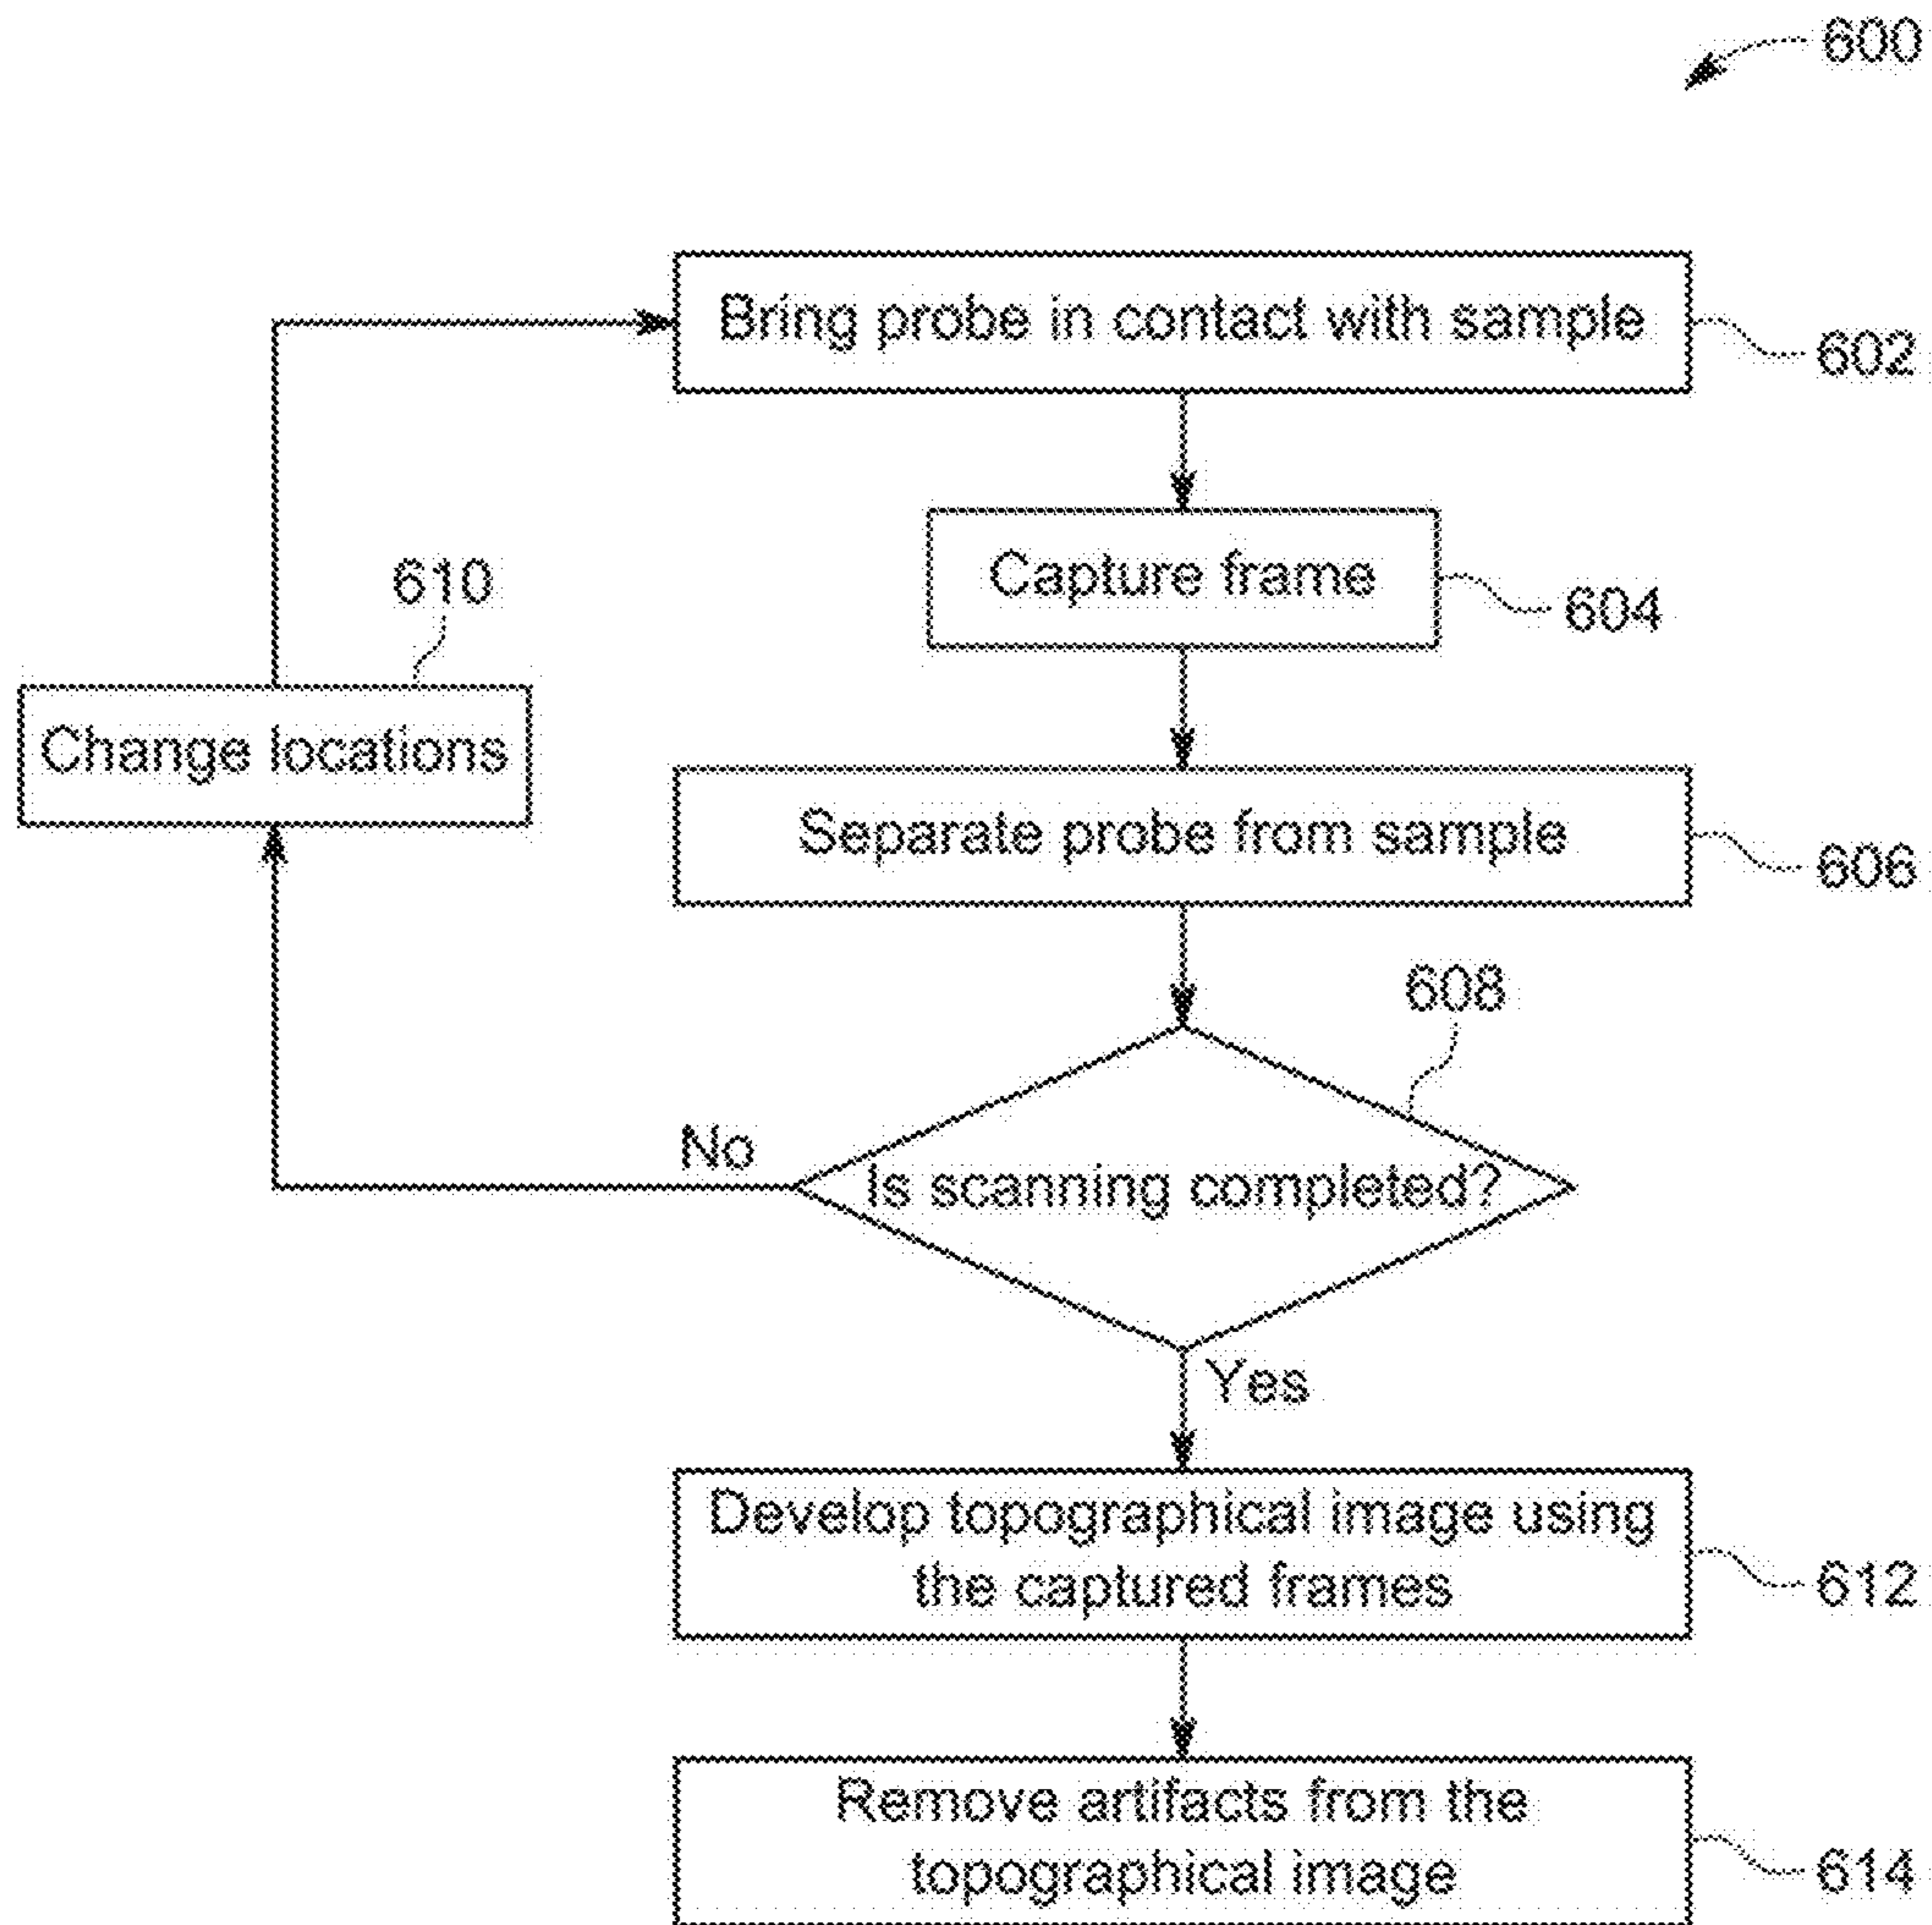 600
Bring probe in contact with sample
602
Capture frame
604
610
Change locations
Separate probe from sample
606
608
No
Is scanning completed?
Yes
Develop topographical image using
the captured frames
612
Remove artifacts from the
topographical image
614